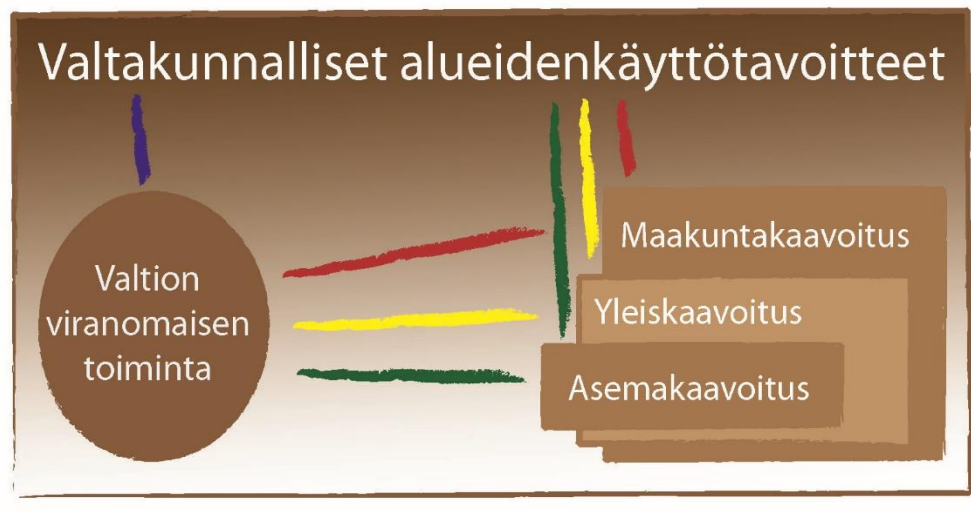 Valtakunnalliset alueidenkäyttötavoitteet
Valtion
viranomaisen
toiminta
Maakuntakaavoitus
Yleiskaavoitus
Asemakaavoitus